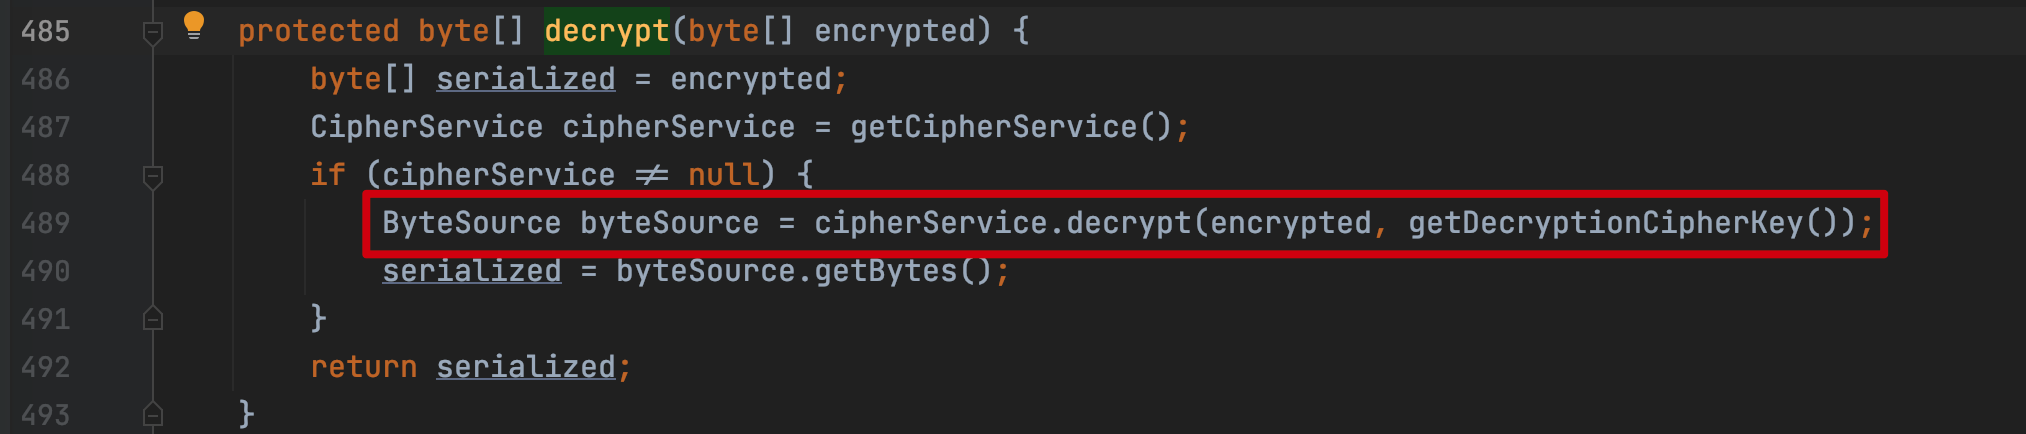 485 protected byte[] decrypt(byte[] encrypted) {
486 byte[] serialized = encrypted;
487 CipherService cipherService = getCipherService();
488 if (cipherService ≠ null) {
489 ByteSource byteSource = cipherService.decrypt(encrypted, getDecryptionCipherKey());
490 serialized = byteSource.getBytes();
491 }
492 return serialized;
493 }